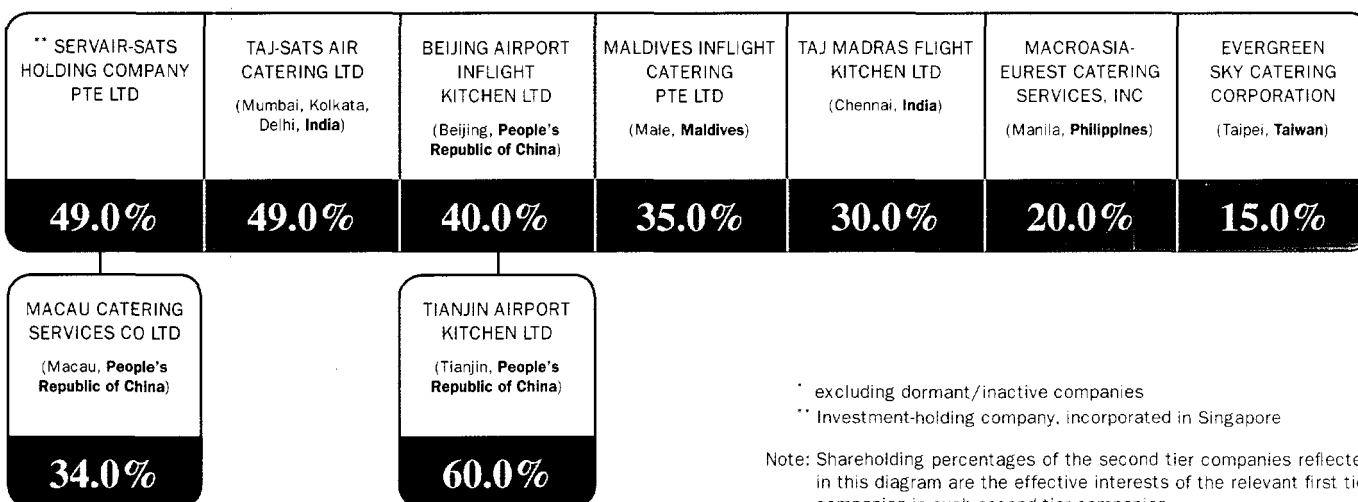 ** SERVAIR-SATS
HOLDING COMPANY
PTE LTD
49.0%
TAJ-SATS AIR
CATERING LTD
(Mumbai, Kolkata,
Delhi, India)
49.0%
BEIJING AIRPORT
INFLIGHT
KITCHEN LTD
(Beijing, People's
Republic of China)
40.0%
MALDIVES INFLIGHT
CATERING
PTE LTD
(Male, Maldives)
35.0%
TAJ MADRAS FLIGHT
KITCHEN LTD
(Chennai, India)
30.0%
MACROASIA-
EUREST CATERING
SERVICES, INC
(Manila, Philippines)
20.0%
EVERGREEN
SKY CATERING
CORPORATION
(Taipei, Taiwan)
15.0%
MACAU CATERING
SERVICES CO LTD
(Macau, People's
Republic of China)
34.0%
TIANJIN AIRPORT
KITCHEN LTD
(Tianjin, People's
Republic of China)
60.0%
* excluding dormant/inactive companies
** Investment-holding company, incorporated in Singapore
Note: Shareholding percentages of the second tier companies
in this diagram are the effective interests of the relevant first